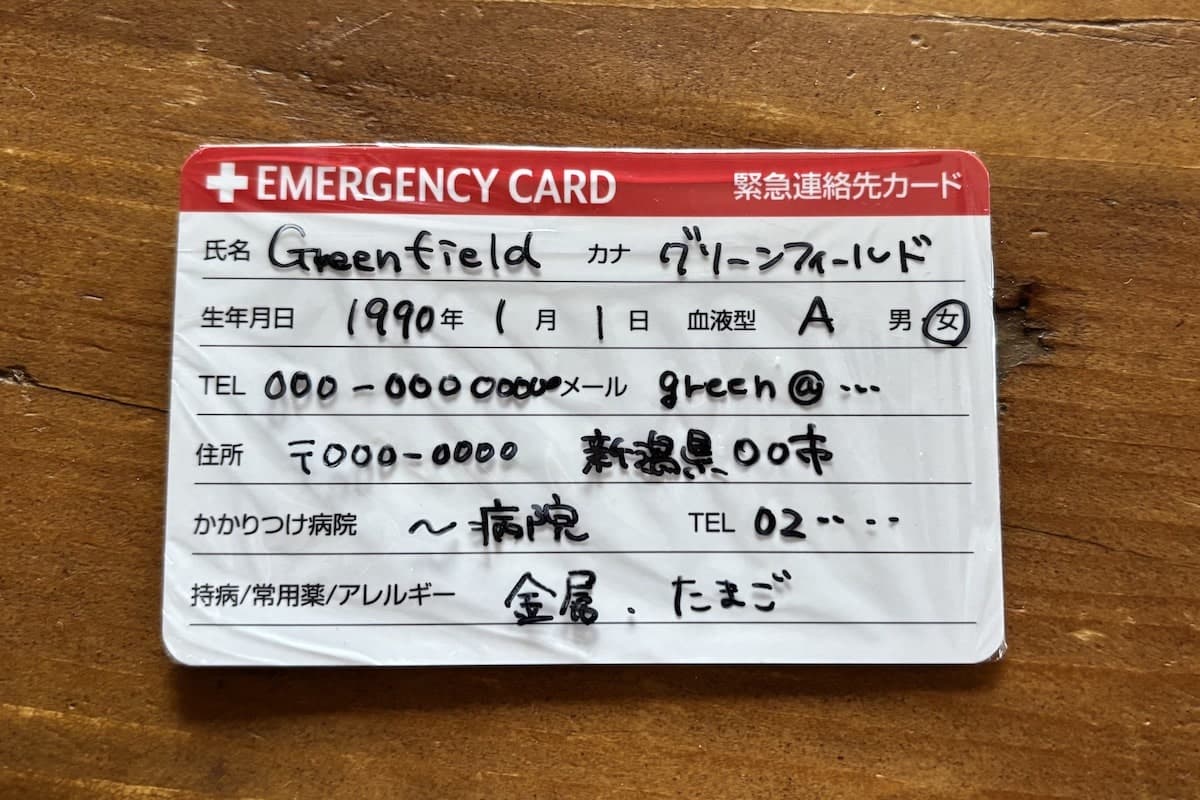 EMERGENCY CARD 緊急連絡先カード
氏名 Greenfield カナ グリーンフィールド
生年月日 1990年 1月 1日 血液型 A 男・女
TEL 000-0000 0000 メール green@...
住所 〒000-0000 新潟県〇〇市
かかりつけ病院 〜病院 TEL 02‥‥
持病/常用薬/アレルギー 金属. たまご